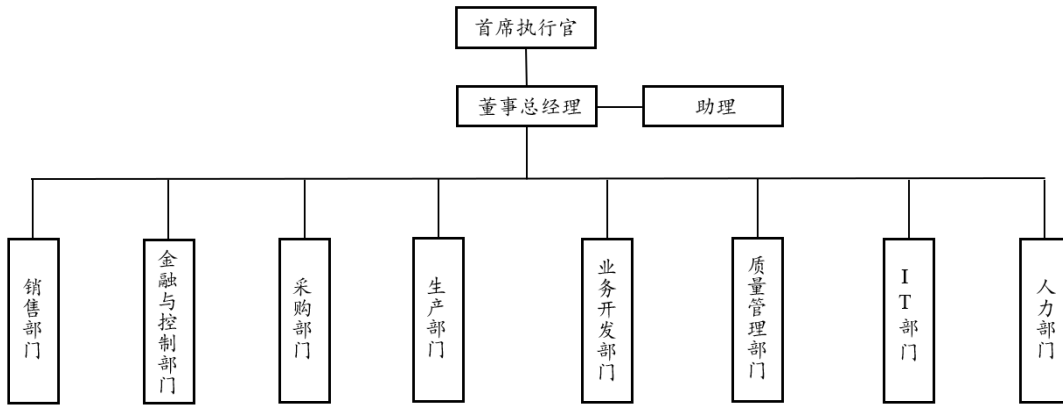 首席执行官
董事总经理
助理
销售部门
金融与控制部门
采购部门
生产部门
业务开发部门
质量管理部门
IT部门
人力部门